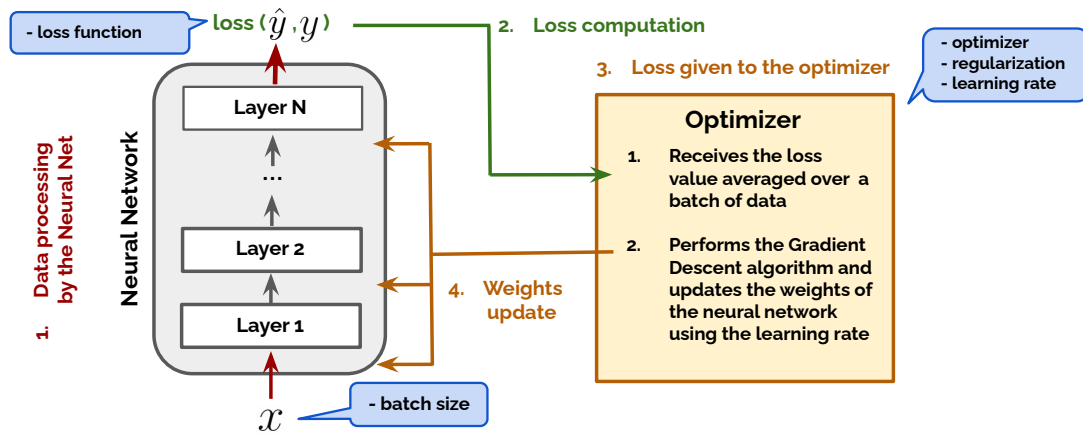 - loss function
loss(ŷ,y)
2. Loss computation
- optimizer
- regularization
- learning rate
3. Loss given to the optimizer
1. Data processing
by the Neural Net
Neural Network
Layer N
...
Layer 2
Layer 1
x
- batch size
4. Weights
update
Optimizer
1. Receives the loss
value averaged over a
batch of data
2. Performs the Gradient
Descent algorithm and
updates the weights of
the neural network
using the learning rate